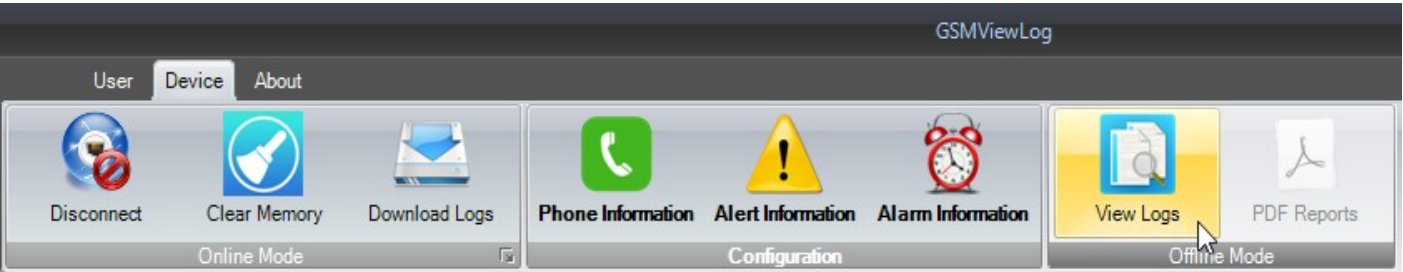 GSMViewLog
User Device About
Disconnect Clear Memory Download Logs Phone Information Alert Information Alarm Information View Logs PDF Reports
Online Mode Configuration Offline Mode